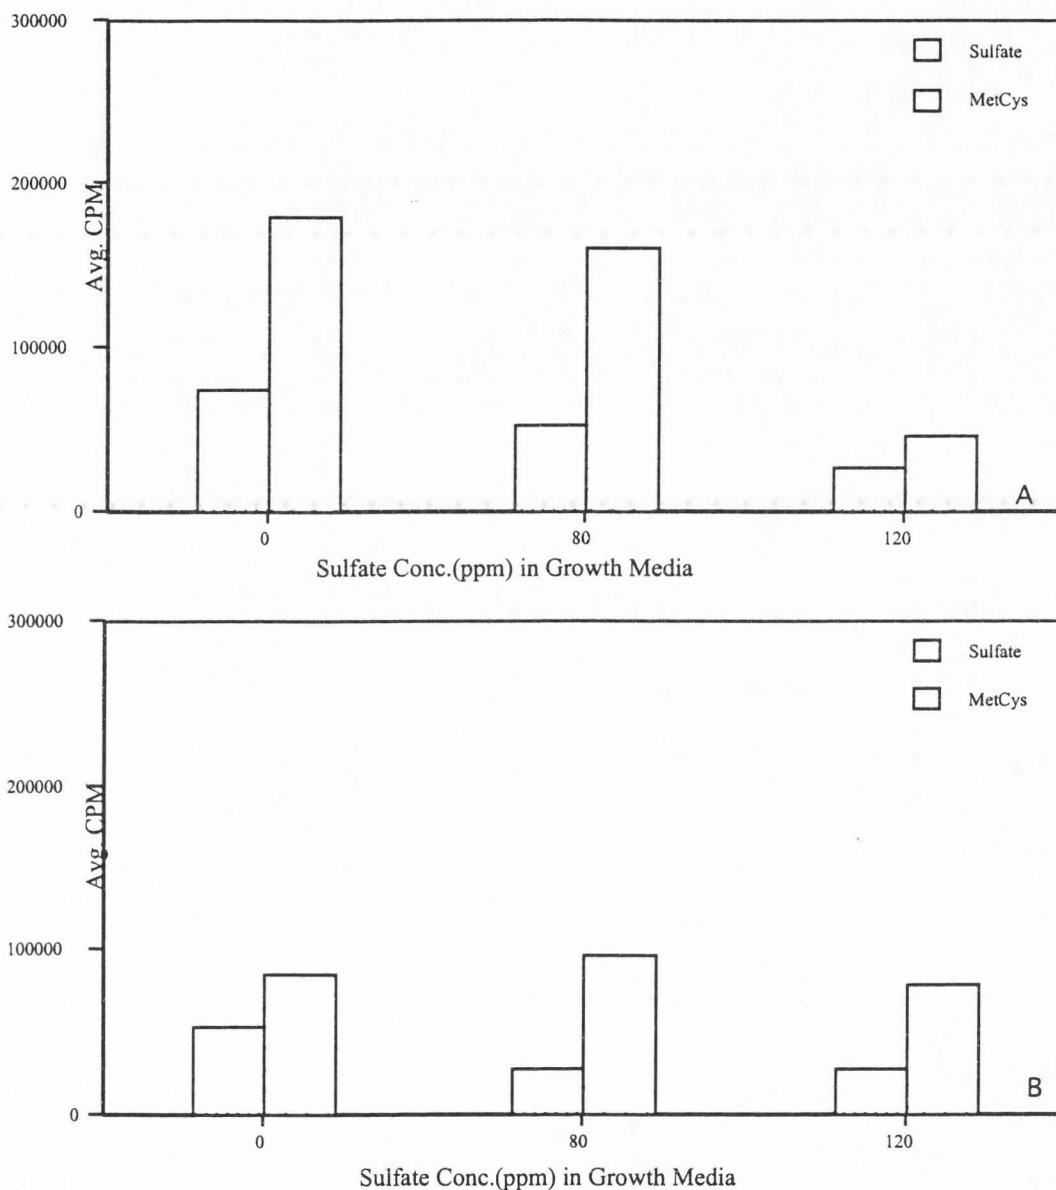 300000
Sulfate
MetCys
200000
Avg. CPM
100000
0
A
0 80 120
Sulfate Conc.(ppm) in Growth Media
300000
Sulfate
MetCys
200000
Avg. CPM
100000
0
B
0 80 120
Sulfate Conc.(ppm) in Growth Media